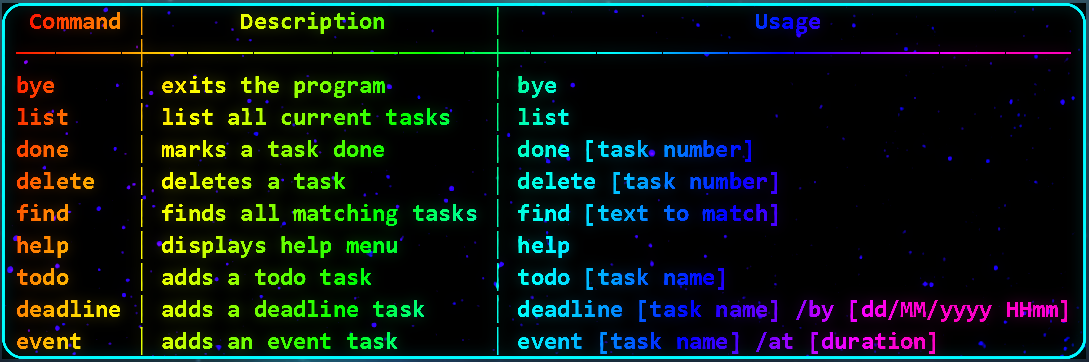 Command | Description | Usage
bye | exits the program | bye
list | list all current tasks | list
done | marks a task done | done [task number]
delete | deletes a task | delete [task number]
find | finds all matching tasks | find [text to match]
help | displays help menu | help
todo | adds a todo task | todo [task name]
deadline | adds a deadline task | deadline [task name] /by [dd/MM/yyyy HHmm]
event | adds an event task | event [task name] /at [duration]